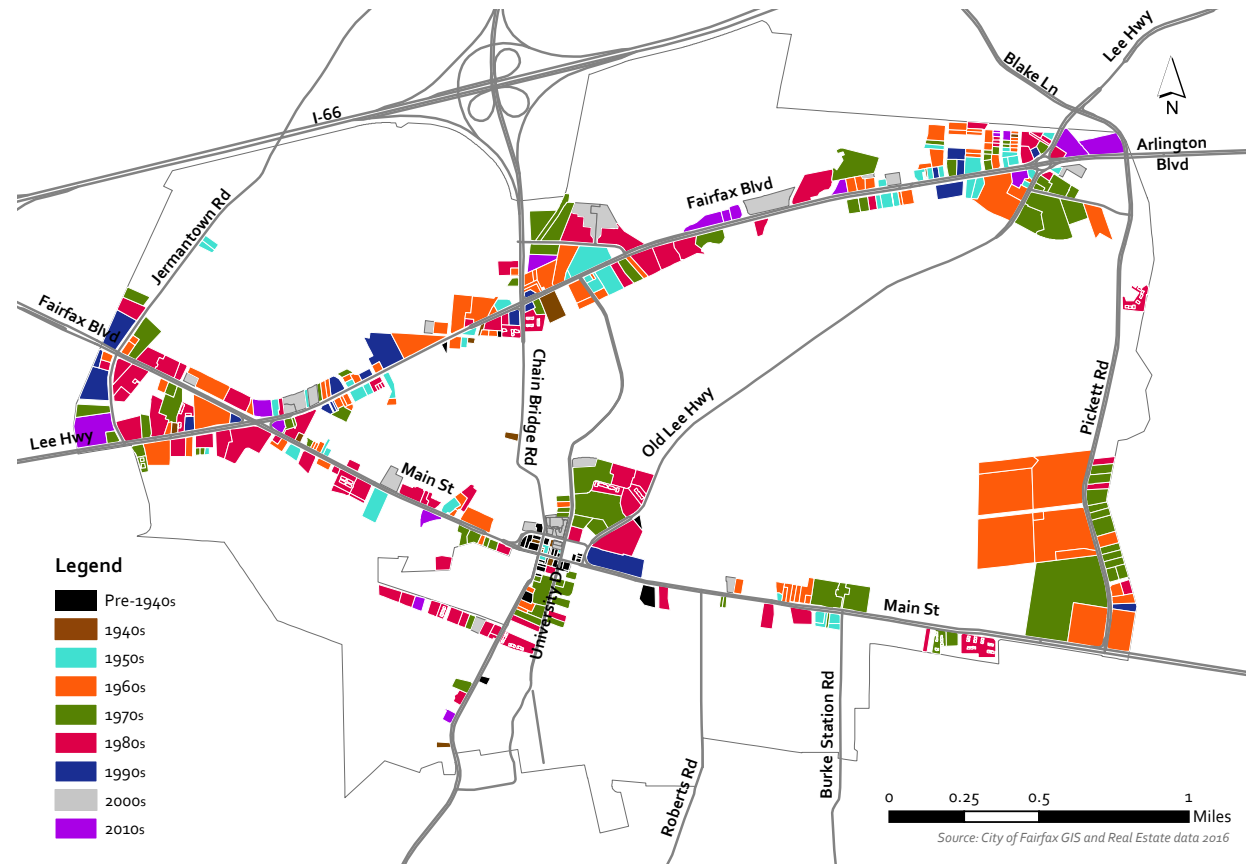 Lee Hwy
Blake Ln
N
I-66
Arlington
Blvd
Jermantown Rd
Fairfax Blvd
Fairfax Blvd
Chain Bridge Rd
Pickett Rd
Old Lee Hwy
Lee Hwy
Main St
Legend
Pre-1940s
1940s
1950s
1960s
1970s
1980s
1990s
2000s
2010s
University Dr
Main St
Burke Station Rd
Roberts Rd
0 0.25 0.5 1
Miles
Source: City of Fairfax GIS and Real Estate data 2016